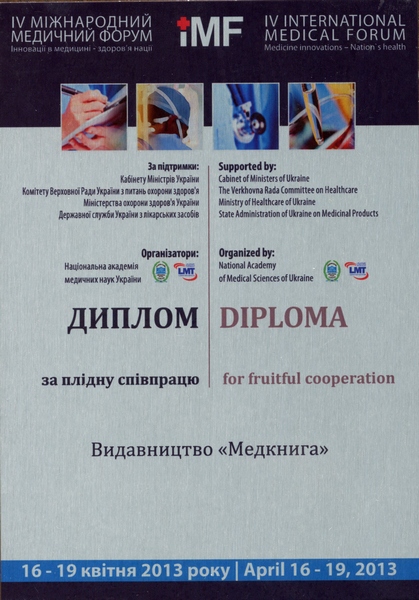 IV МІЖНАРОДНИЙ
МЕДИЧНИЙ ФОРУМ
Інновації в медицині - здоров'я нації
iMF
IV INTERNATIONAL
MEDICAL FORUM
Medicine innovations – Nation`s health
За підтримки:
Кабінету Міністрів України
Комітету Верховної Ради України з питань охорони здоров'я
Міністерства охорони здоров'я України
Державної служби України з лікарських засобів
Supported by:
Cabinet of Ministers of Ukraine
The Verkhovna Rada Committee on Healthcare
Ministry of Healthcare of Ukraine
State Administration of Ukraine on Medicinal Products
Організатори:
Національна академія
медичних наук України
LMT
Organized by:
National Academy
of Medical Sciences of Ukraine
LMT
ДИПЛОМ
за плідну співпрацю
DIPLOMA
for fruitful cooperation
Видавництво «Медкнига»
16 - 19 квітня 2013 року | April 16 - 19, 2013